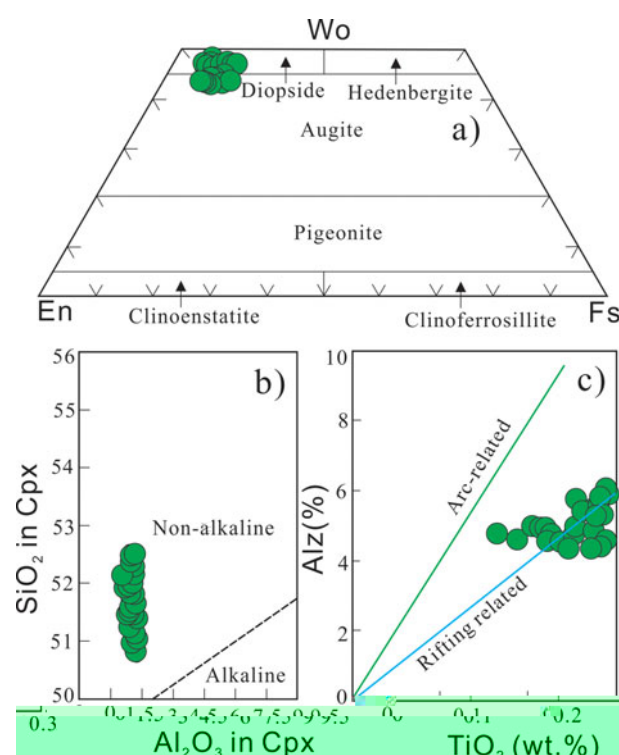 Wo
Diopside
Hedenbergite
a)
Augite
Pigeonite
En
Fs
Clinoenstatite
Clinoferrosillite
b)
56
55
54
53
52
51
50
SiO₂ in Cpx
Non-alkaline
Alkaline
Al₂O₃ in Cpx
c)
10
8
6
4
2
0
Alz(%)
Arc-related
Rifting related
0.3
0.2
TiO₂ (wt.%)